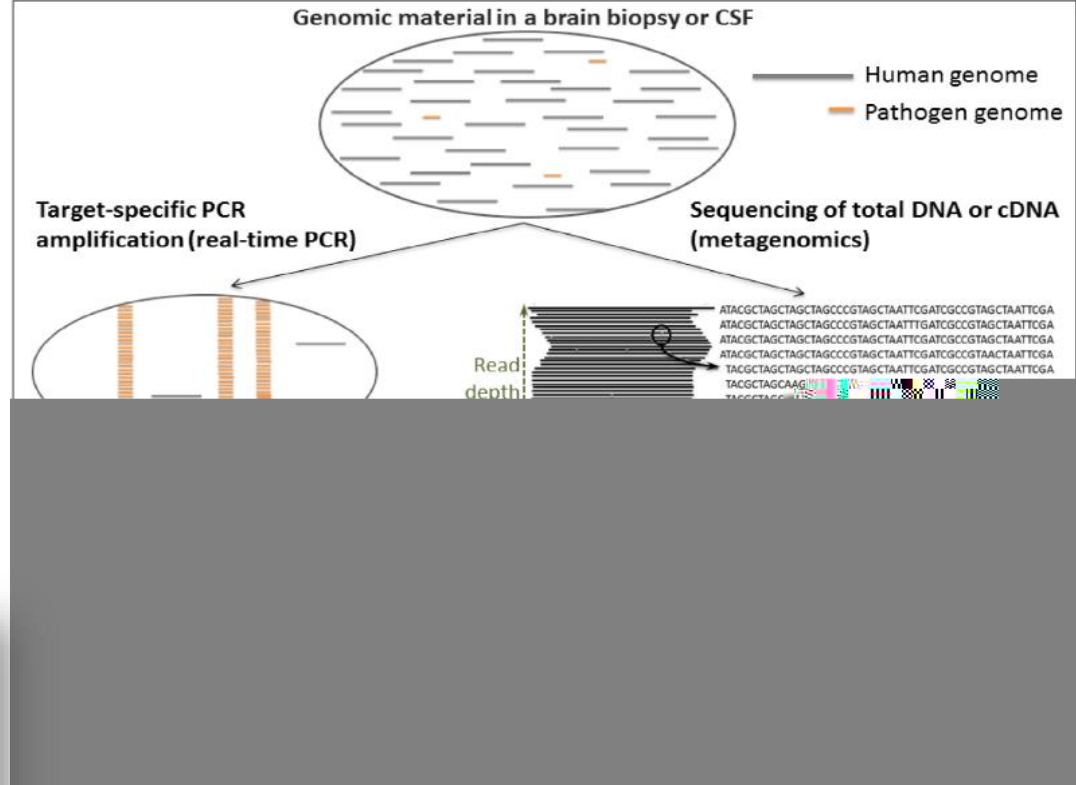 Genomic material in a brain biopsy or CSF
Human genome
Pathogen genome
Target-specific PCR
amplification (real-time PCR)
Sequencing of total DNA or cDNA
(metagenomics)
Read
depth
ATACGCTAGCTAGCTAGCCCGTAGCTAATTCGATCGCCGTAGCTAATTCGA
ATACGCTAGCTAGCTAGCCCGTAGCTAATTTGATCGCCGTAGCTAATTCGA
ATACGCTAGCTAGCTAGCCCGTAGCTAATTCGATCGCCGTAGCTAATTCGA
ATACGCTAGCTAGCTAGCCCGTAGCTAATTCGATCGCCGTAACTAATTCGA
TACGCTAGCTAGCTAGCCCGTAGCTAATTCGATCGCCGTAGCTAATTCGA
TACGCTAGCAAG